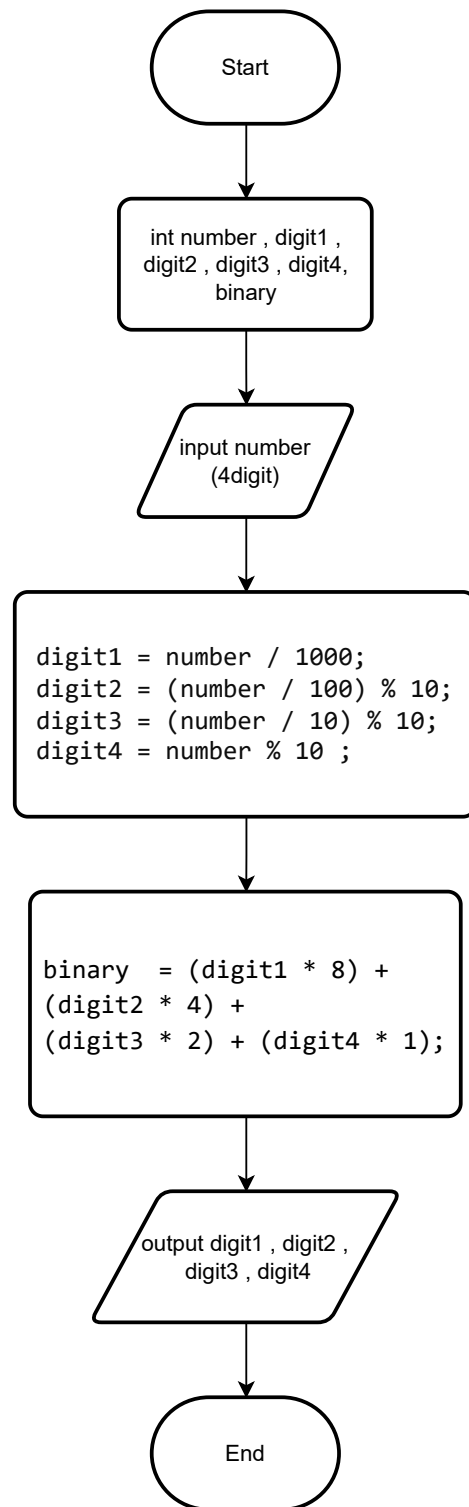 Start
int number , digit1 ,
digit2 , digit3 , digit4,
binary
input number
(4digit)
digit1 = number / 1000;
digit2 = (number / 100) % 10;
digit3 = (number / 10) % 10;
digit4 = number % 10 ;
binary  = (digit1 * 8) +
(digit2 * 4) +
(digit3 * 2) + (digit4 * 1);
output digit1 , digit2 ,
digit3 , digit4
End